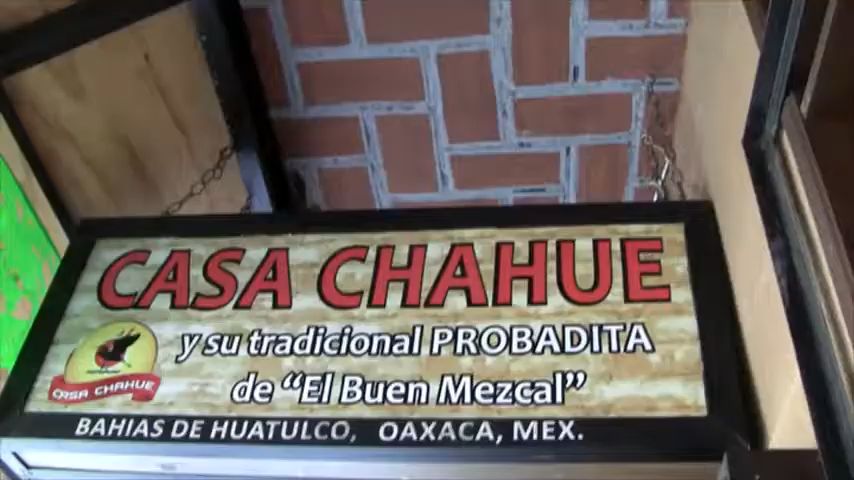 CASA CHAHUE
y su tradicional PROBADITA
de “El Buen Mezcal”
CASA CHAHUE
BAHIAS DE HUATULCO, OAXACA, MEX.